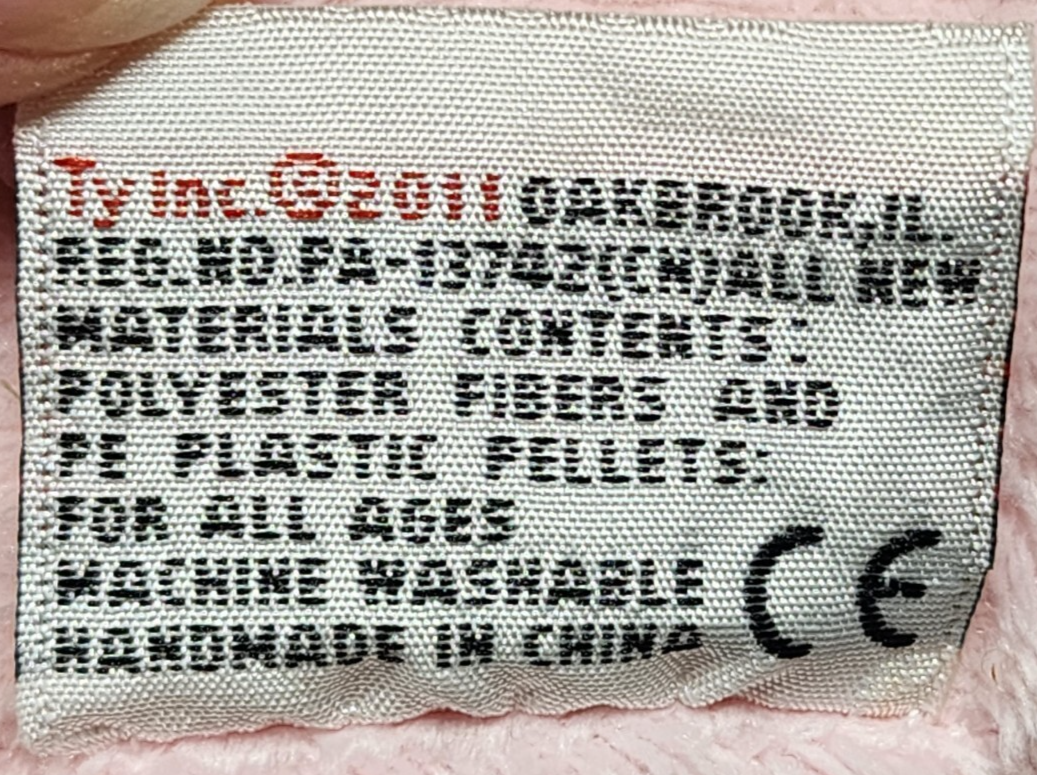 Ty Inc.©2011 OAKBROOK,IL.
REG.NO.PA-13742(CN)ALL NEW
MATERIALS CONTENTS:
POLYESTER FIBERS AND
PE PLASTIC PELLETS:
FOR ALL AGES
MACHINE WASHABLE
HANDMADE IN CHINA
CE